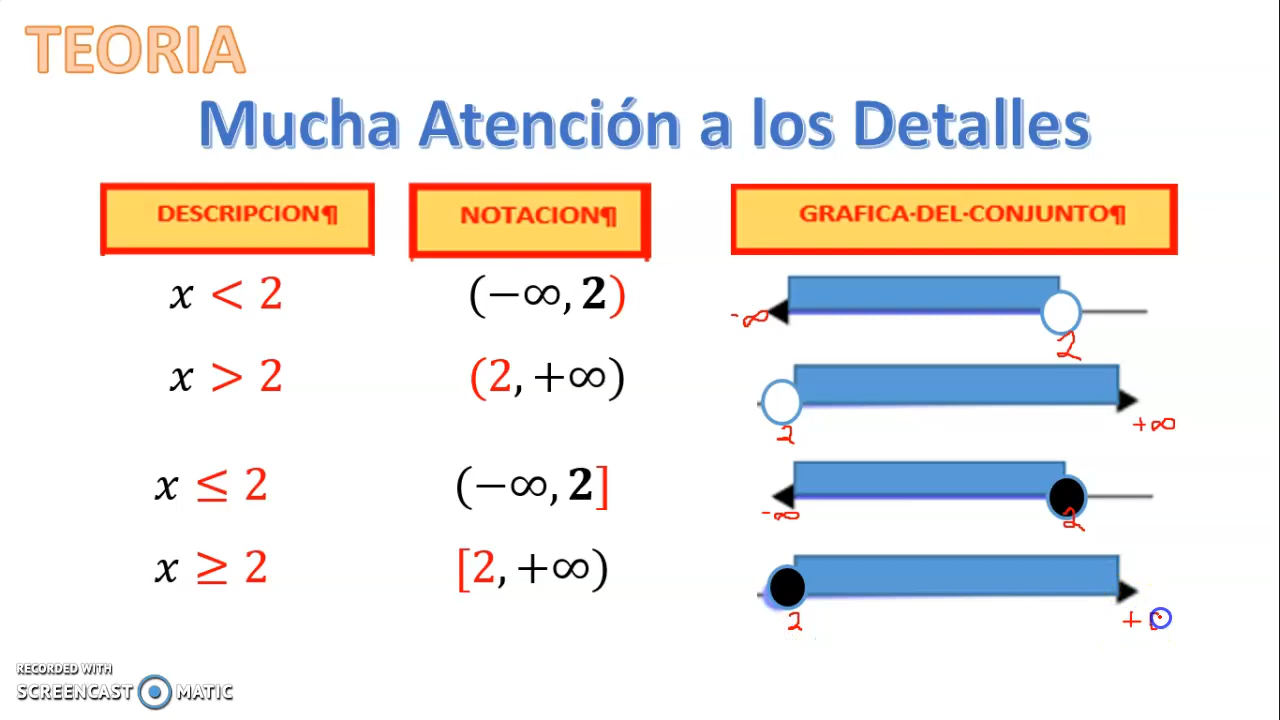 TEORIA
Mucha Atención a los Detalles
DESCRIPCION¶ NOTACION¶ GRAFICA·DEL·CONJUNTO¶
x < 2 (−∞, 2)
-∞ 2
x > 2 (2, +∞)
2 +∞
x ≤ 2 (−∞, 2]
-∞ 2
x ≥ 2 [2, +∞)
2 +
RECORDED WITH
SCREENCAST MATIC